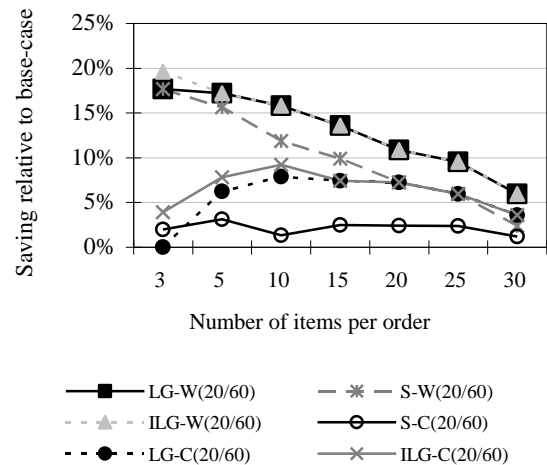 Saving relative to base-case
25%
20%
15%
10%
5%
0%
3 5 10 15 20 25 30
Number of items per order
LG-W(20/60) S-W(20/60)
ILG-W(20/60) S-C(20/60)
LG-C(20/60) ILG-C(20/60)